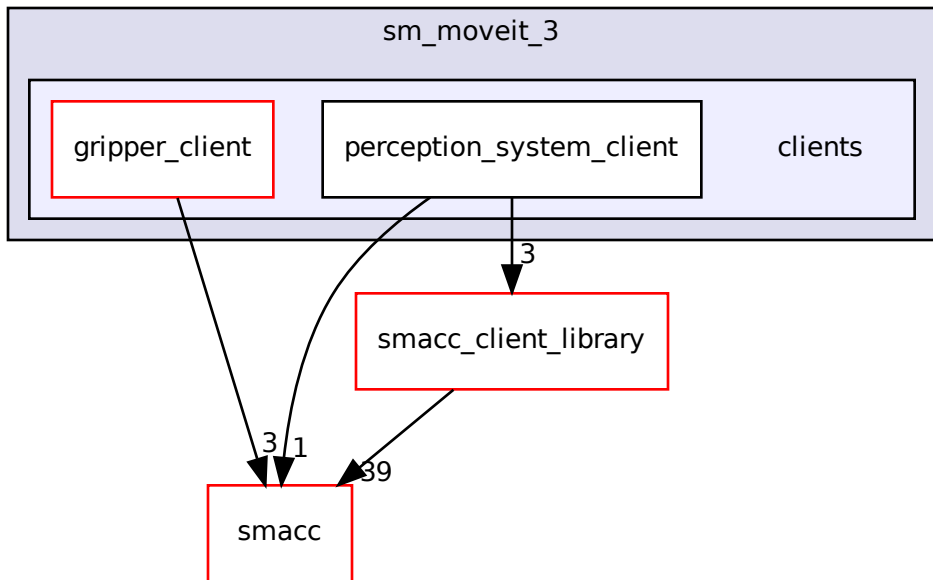 sm_moveit_3
gripper_client
perception_system_client
clients
3
smacc_client_library
3
1
39
smacc